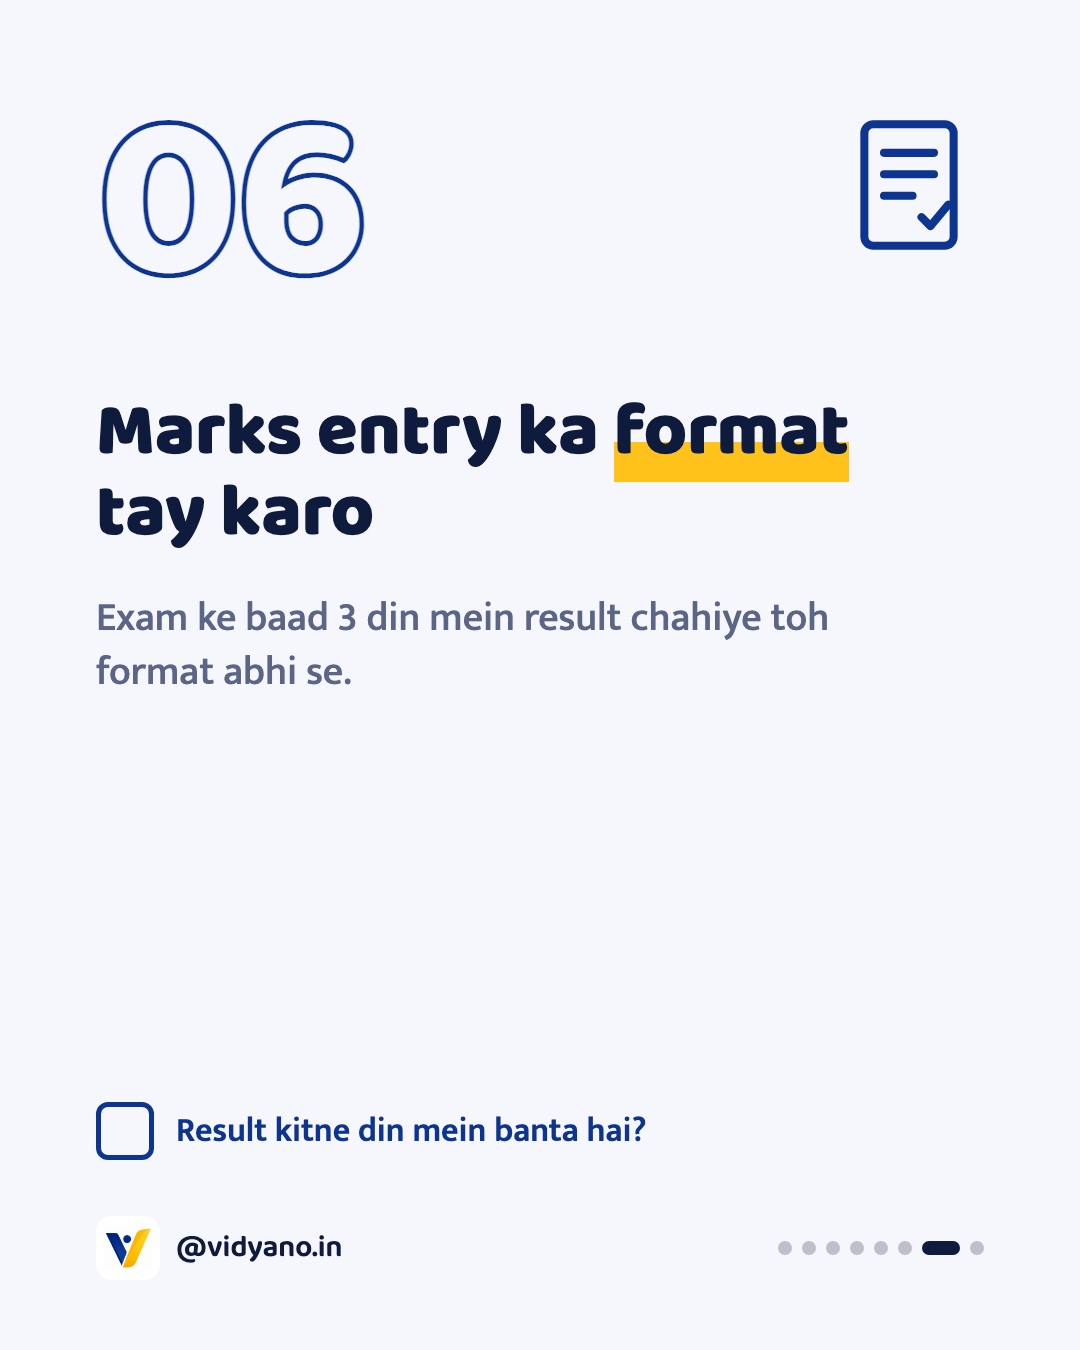 06
Marks entry ka format
tay karo
Exam ke baad 3 din mein result chahiye toh
format abhi se.
Result kitne din mein banta hai?
@vidyano.in